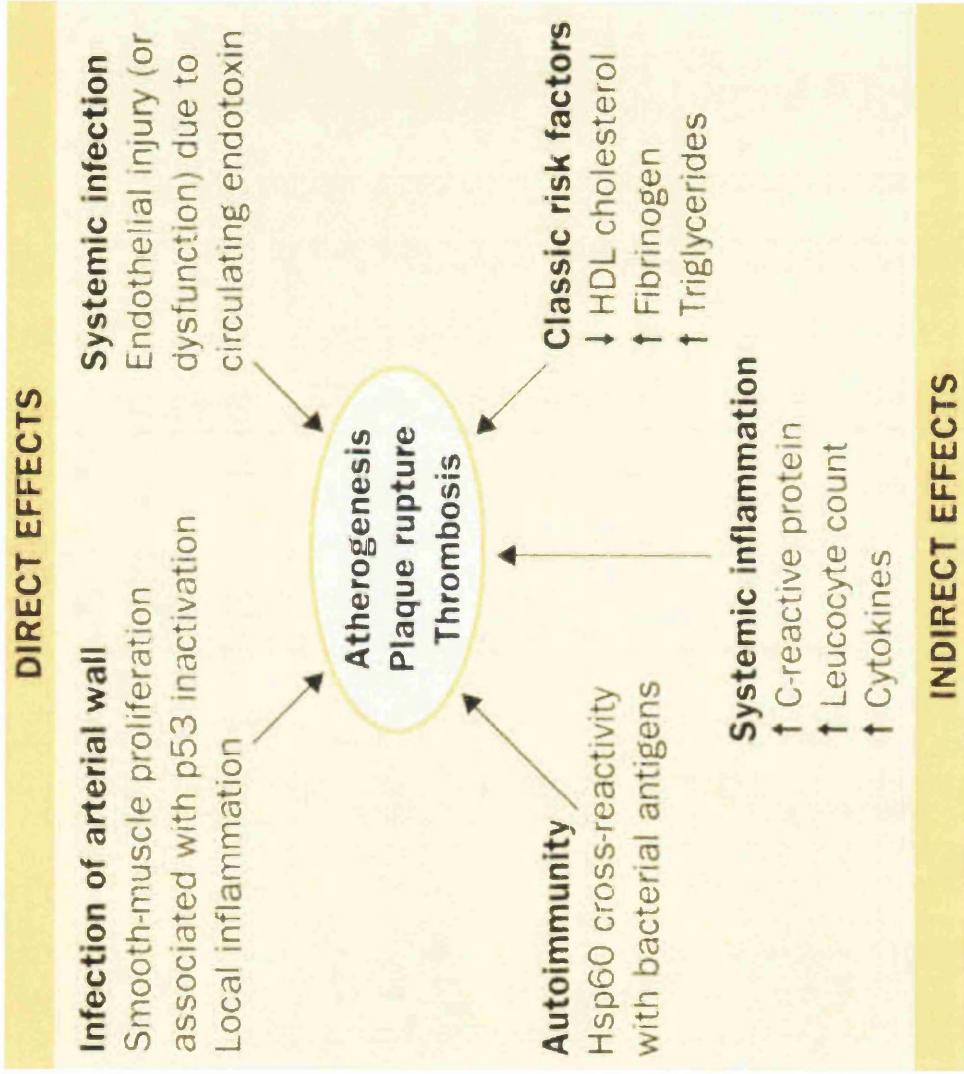 DIRECT EFFECTS
Infection of arterial wall
Smooth-muscle proliferation
associated with p53 inactivation
Local inflammation
Systemic infection
Endothelial injury (or
dysfunction) due to
circulating endotoxin
Atherogenesis
Plaque rupture
Thrombosis
Autoimmunity
Hsp60 cross-reactivity
with bacterial antigens
Systemic inflammation
↑ C-reactive protein
↑ Leucocyte count
↑ Cytokines
Classic risk factors
↓ HDL cholesterol
↑ Fibrinogen
↑ Triglycerides
INDIRECT EFFECTS